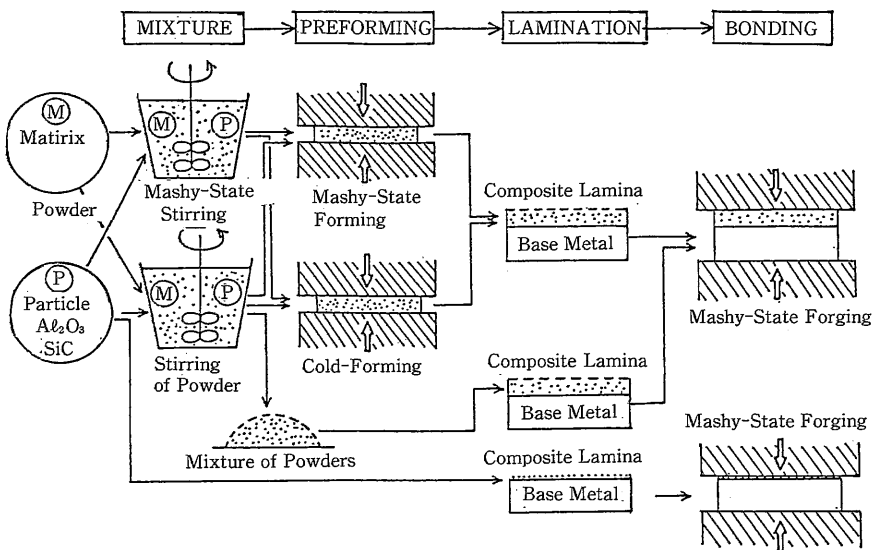 MIXTURE
PREFORMING
LAMINATION
BONDING
M
Matirix
Powder
P
Particle
Aℓ₂O₃
SiC
M
P
Mashy-State
Stirring
M
P
Stirring
of Powder
Mixture of Powders
Mashy-State
Forming
Cold-Forming
Composite Lamina
Base Metal
Composite Lamina
Base Metal
Composite Lamina
Base Metal
Mashy-State Forging
Mashy-State Forging